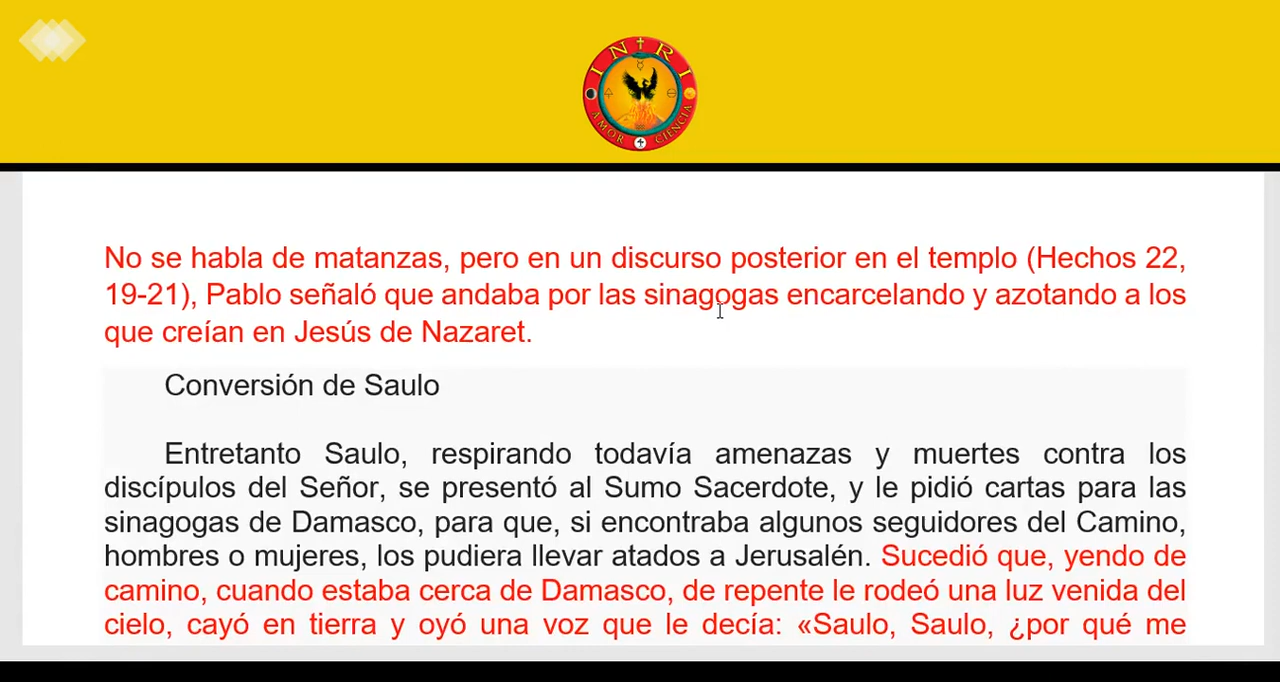 INRI
AMOR CIENCIA
No se habla de matanzas, pero en un discurso posterior en el templo (Hechos 22,
19-21), Pablo señaló que andaba por las sinagogas encarcelando y azotando a los
que creían en Jesús de Nazaret.
Conversión de Saulo
Entretanto Saulo, respirando todavía amenazas y muertes contra los
discípulos del Señor, se presentó al Sumo Sacerdote, y le pidió cartas para las
sinagogas de Damasco, para que, si encontraba algunos seguidores del Camino,
hombres o mujeres, los pudiera llevar atados a Jerusalén. Sucedió que, yendo de
camino, cuando estaba cerca de Damasco, de repente le rodeó una luz venida del
cielo, cayó en tierra y oyó una voz que le decía: «Saulo, Saulo, ¿por qué me